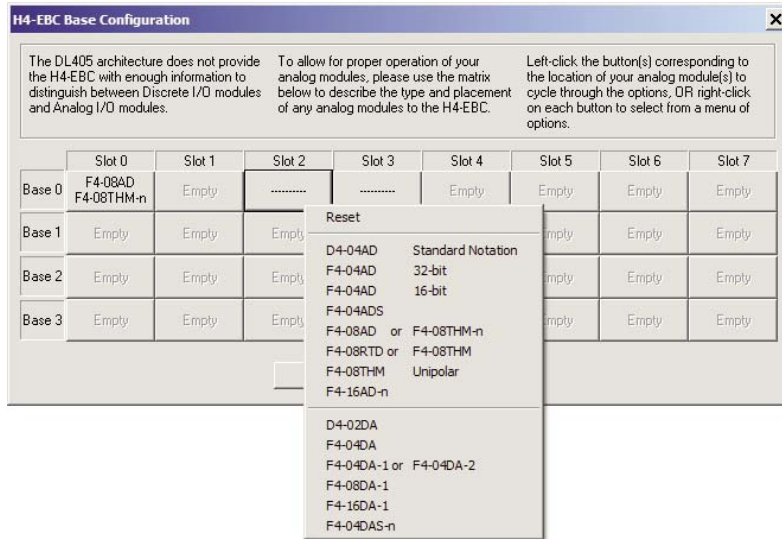 H4-EBC Base Configuration
The DL405 architecture does not provide
the H4-EBC with enough information to
distinguish between Discrete I/O modules
and Analog I/O modules.
To allow for proper operation of your
analog modules, please use the matrix
below to describe the type and placement
of any analog modules to the H4-EBC.
Left-click the button(s) corresponding to
the location of your analog module(s) to
cycle through the options, OR right-click
on each button to select from a menu of
options.
Slot 0 Slot 1 Slot 2 Slot 3 Slot 4 Slot 5 Slot 6 Slot 7
Base 0 F4-08AD Empty ---------- ---------- Empty Empty Empty Empty
F4-08THM-n
Base 1 Empty Empty Empty Empty Empty
Base 2 Empty Empty Empty Empty Empty
Base 3 Empty Empty Empty Empty Empty
Reset
D4-04AD Standard Notation
F4-04AD 32-bit
F4-04AD 16-bit
F4-04ADS
F4-08AD or F4-08THM-n
F4-08RTD or F4-08THM
F4-08THM Unipolar
F4-16AD-n
D4-02DA
F4-04DA
F4-04DA-1 or F4-04DA-2
F4-08DA-1
F4-16DA-1
F4-04DAS-n